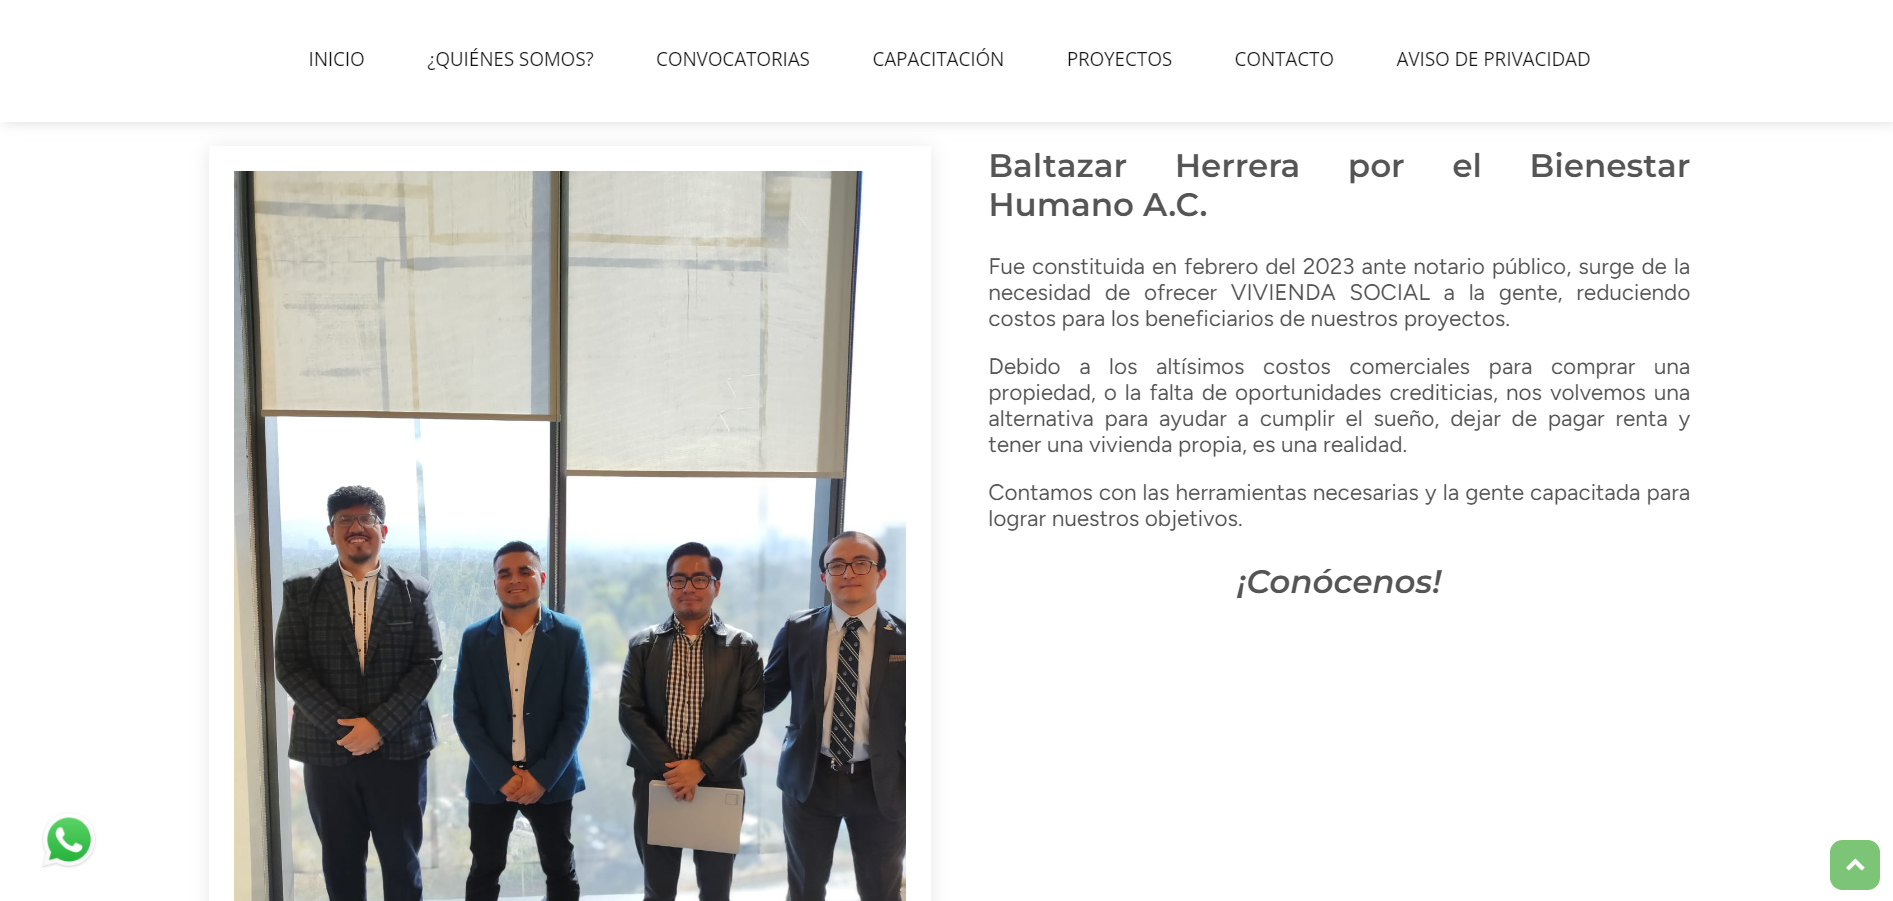 INICIO ¿QUIÉNES SOMOS? CONVOCATORIAS CAPACITACIÓN PROYECTOS CONTACTO AVISO DE PRIVACIDAD
Baltazar Herrera por el Bienestar
Humano A.C.
Fue constituida en febrero del 2023 ante notario público, surge de la
necesidad de ofrecer VIVIENDA SOCIAL a la gente, reduciendo
costos para los beneficiarios de nuestros proyectos.
Debido a los altísimos costos comerciales para comprar una
propiedad, o la falta de oportunidades crediticias, nos volvemos una
alternativa para ayudar a cumplir el sueño, dejar de pagar renta y
tener una vivienda propia, es una realidad.
Contamos con las herramientas necesarias y la gente capacitada para
lograr nuestros objetivos.
¡Conócenos!